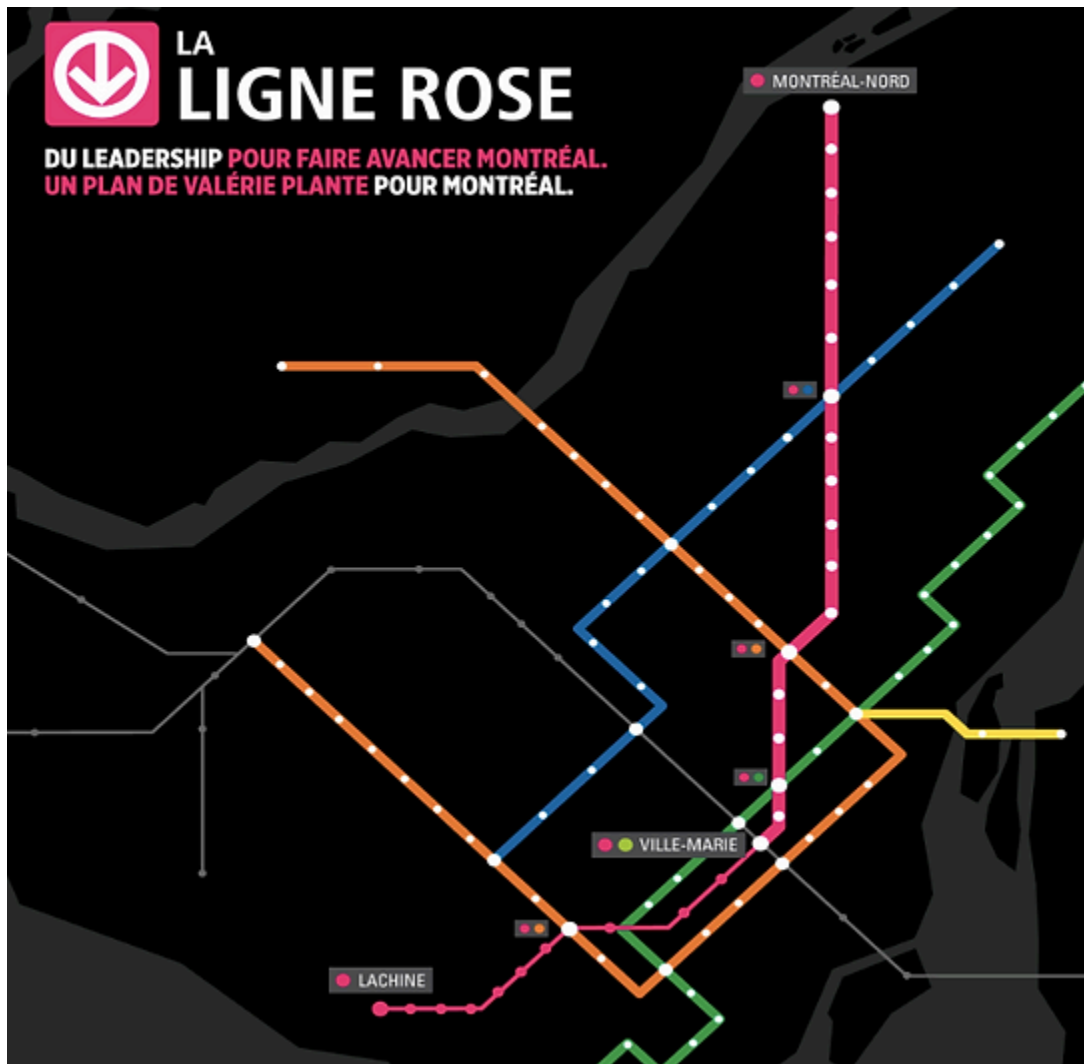 LA
LIGNE ROSE
DU LEADERSHIP POUR FAIRE AVANCER MONTRÉAL.
UN PLAN DE VALÉRIE PLANTE POUR MONTRÉAL.
MONTRÉAL-NORD
VILLE-MARIE
LACHINE